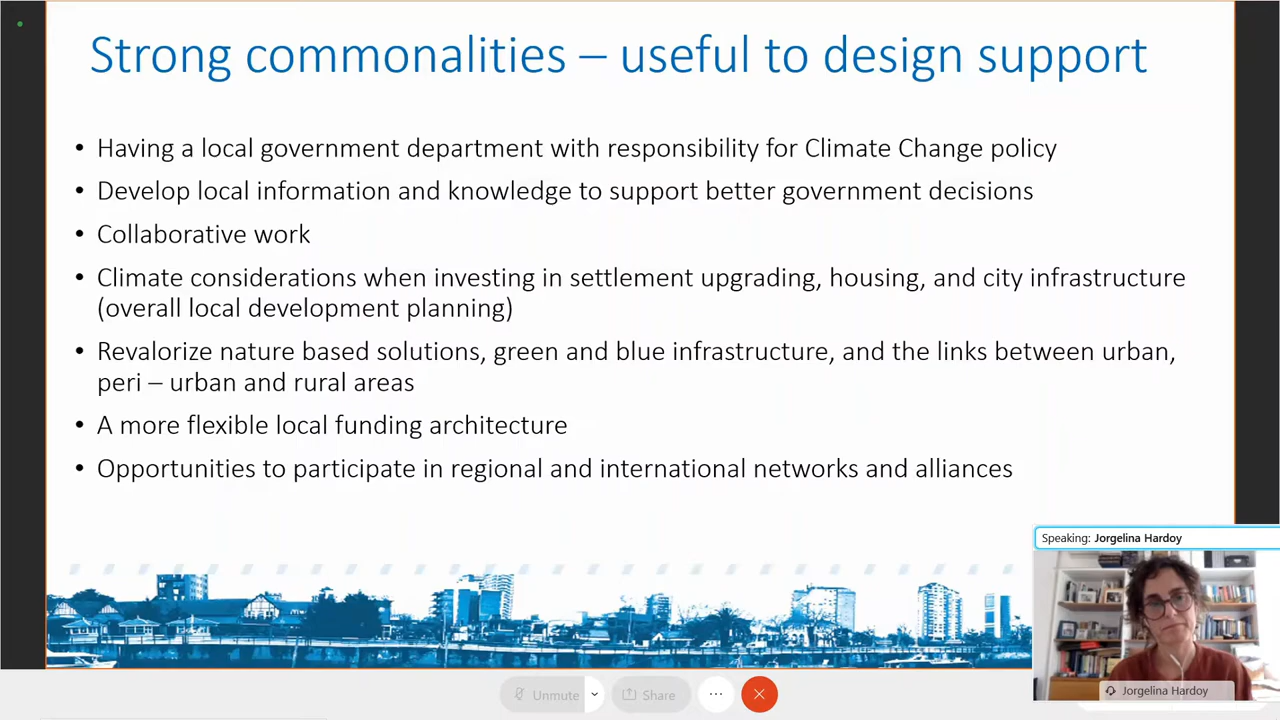 Strong commonalities – useful to design support
• Having a local government department with responsibility for Climate Change policy
• Develop local information and knowledge to support better government decisions
• Collaborative work
• Climate considerations when investing in settlement upgrading, housing, and city infrastructure
(overall local development planning)
• Revalorize nature based solutions, green and blue infrastructure, and the links between urban,
peri – urban and rural areas
• A more flexible local funding architecture
• Opportunities to participate in regional and international networks and alliances
Speaking: Jorgelina Hardoy
Jorgelina Hardoy
Unmute
Share